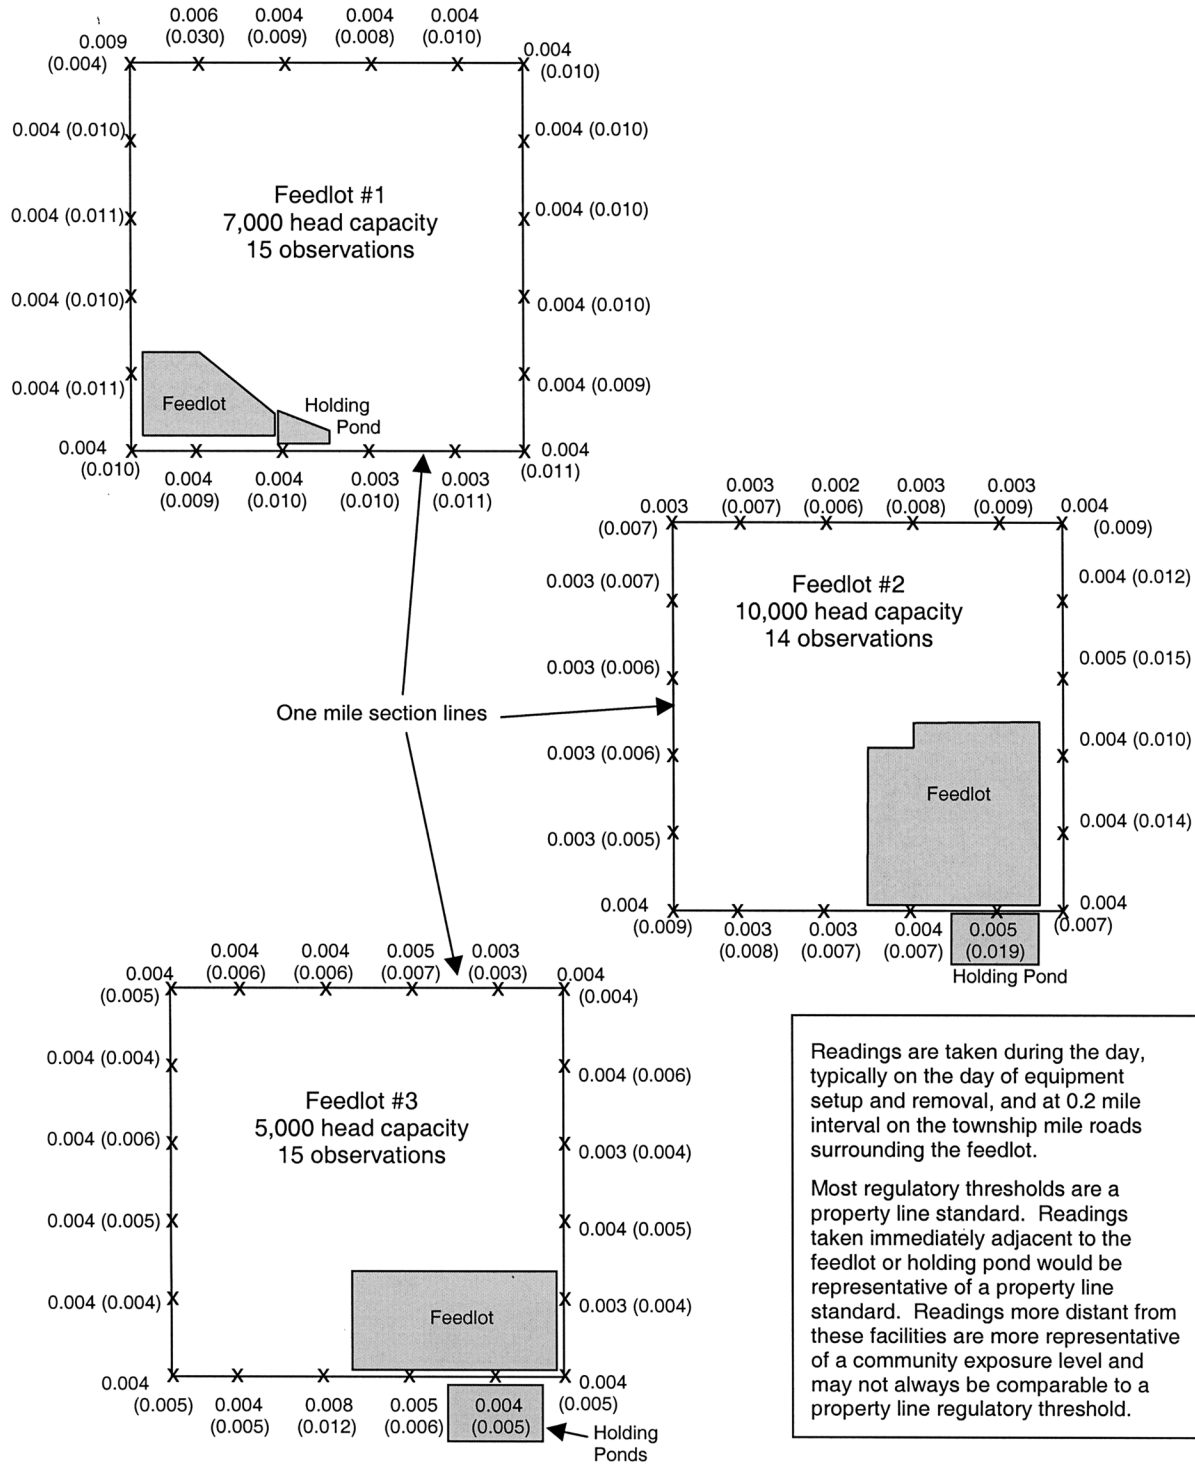 0.006 0.004 0.004 0.004
0.009 (0.030) (0.009) (0.008) (0.010) 0.004
(0.004) (0.010)
0.004 (0.010) 0.004 (0.010)
Feedlot #1
0.004 (0.011) 7,000 head capacity 0.004 (0.010)
15 observations
0.004 (0.010) 0.004 (0.010)
0.004 (0.011) 0.004 (0.009)
Feedlot Holding
Pond
0.004 0.004
(0.010) (0.011)
0.004 0.004 0.003 0.003
(0.009) (0.010) (0.010) (0.011)
0.003 0.002 0.003 0.003
0.003 (0.007) (0.006) (0.008) (0.009) 0.004
(0.007) (0.009)
0.003 (0.007) 0.004 (0.012)
Feedlot #2
10,000 head capacity
14 observations
0.003 (0.006) 0.005 (0.015)
One mile section lines
0.003 (0.006) 0.004 (0.010)
Feedlot
0.003 (0.005) 0.004 (0.014)
0.004 0.004
(0.009) (0.007)
0.003 0.003 0.004 0.005
(0.008) (0.007) (0.007) (0.019)
Holding Pond
0.004 0.004 0.005 0.003
0.004 (0.006) (0.006) (0.007) (0.003) 0.004
(0.005) (0.004)
0.004 (0.004) 0.004 (0.006)
Feedlot #3
5,000 head capacity
0.004 (0.006) 15 observations 0.003 (0.004)
0.004 (0.005) 0.004 (0.005)
0.004 (0.004) 0.003 (0.004)
Feedlot
0.004 0.004
(0.005) (0.005)
0.004 0.008 0.005 0.004
(0.005) (0.012) (0.006) (0.005)
Holding
Ponds
Readings are taken during the day,
typically on the day of equipment
setup and removal, and at 0.2 mile
interval on the township mile roads
surrounding the feedlot.
Most regulatory thresholds are a
property line standard. Readings
taken immediately adjacent to the
feedlot or holding pond would be
representative of a property line
standard. Readings more distant from
these facilities are more representative
of a community exposure level and
may not always be comparable to a
property line regulatory threshold.